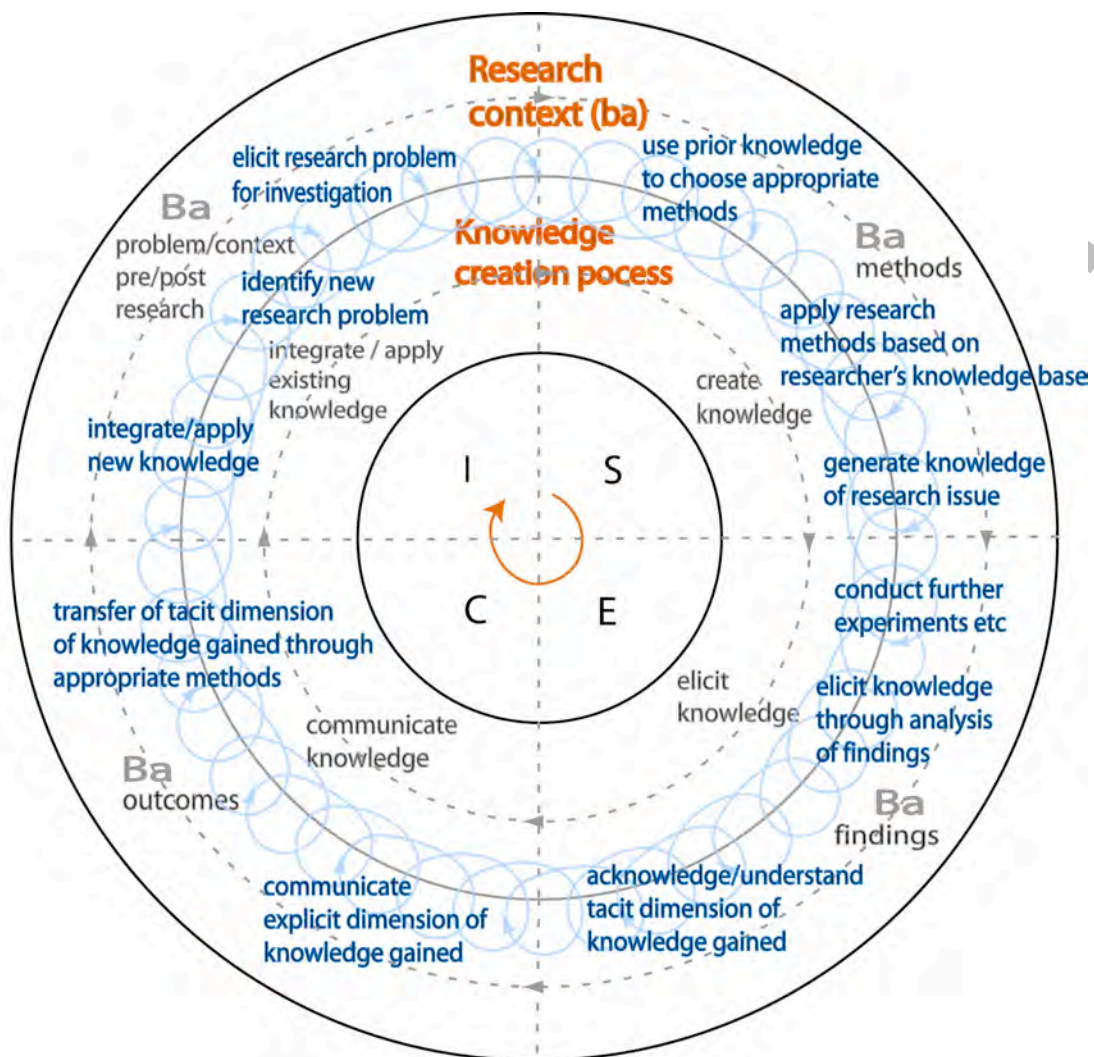 Research
context (ba)
elicit research problem
for investigation
use prior knowledge
to choose appropriate
methods
Ba
problem/context
pre/post
research
Knowledge
creation pocess
Ba
methods
identify new
research problem
integrate / apply
existing
knowledge
apply research
methods based on
researcher's knowledge base
create
knowledge
integrate/apply
new knowledge
I
S
generate knowledge
of research issue
C
E
conduct further
experiments etc
transfer of tacit dimension
of knowledge gained through
appropriate methods
elicit
knowledge
elicit knowledge
through analysis
of findings
communicate
knowledge
Ba
outcomes
Ba
findings
communicate
explicit dimension of
knowledge gained
acknowledge/understand
tacit dimension of
knowledge gained